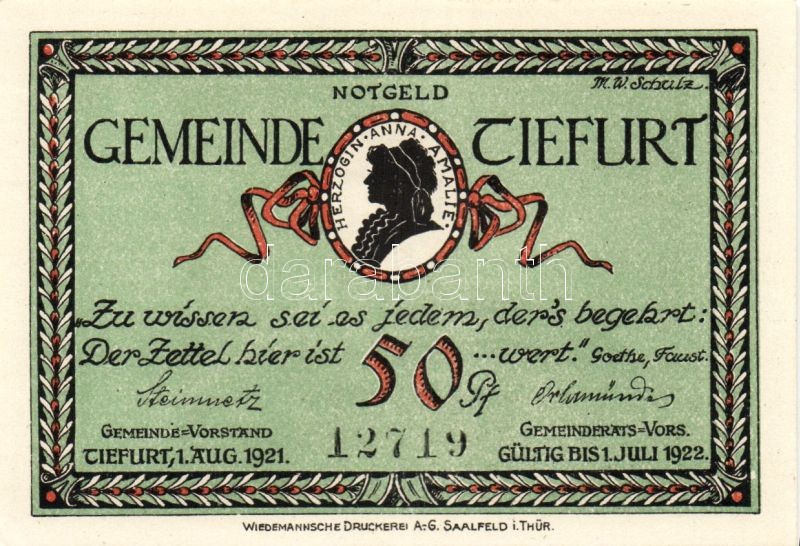 M. W. Schulz.
NOTGELD
GEMEINDE TIEFURT
HERZOGIN · ANNA · AMALIE ·
darabanth
„Zu wissen sei es jedem, der's begehrt:
Der Zettel hier ist 50 ...wert." Goethe, Faust.
Pf
Steinmetz Orlamünde
GEMEINDE=VORSTAND 12719 GEMEINDERATS=VORS.
TIEFURT, 1. AUG. 1921. GÜLTIG BIS 1. JULI 1922.
WIEDEMANNSCHE DRUCKEREI A.-G. SAALFELD i. THÜR.